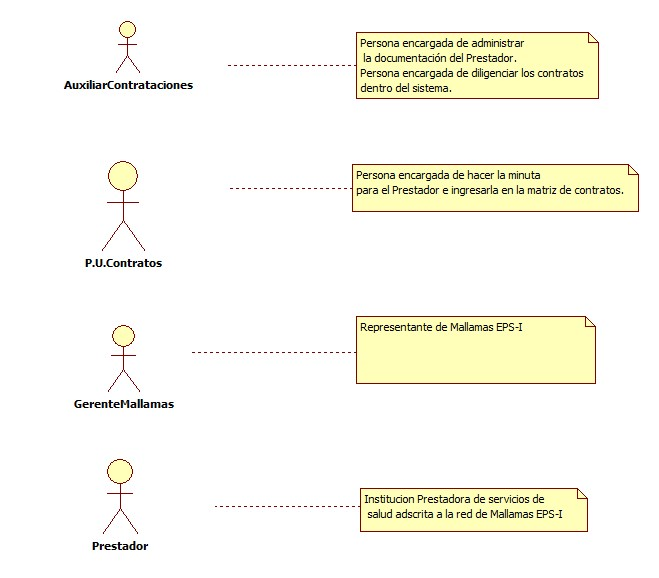 AuxiliarContrataciones
Persona encargada de administrar
la documentación del Prestador.
Persona encargada de diligenciar los contratos
dentro del sistema.
P.U.Contratos
Persona encargada de hacer la minuta
para el Prestador e ingresarla en la matriz de contratos.
GerenteMallamas
Representante de Mallamas EPS-I
Prestador
Institucion Prestadora de servicios de
salud adscrita a la red de Mallamas EPS-I